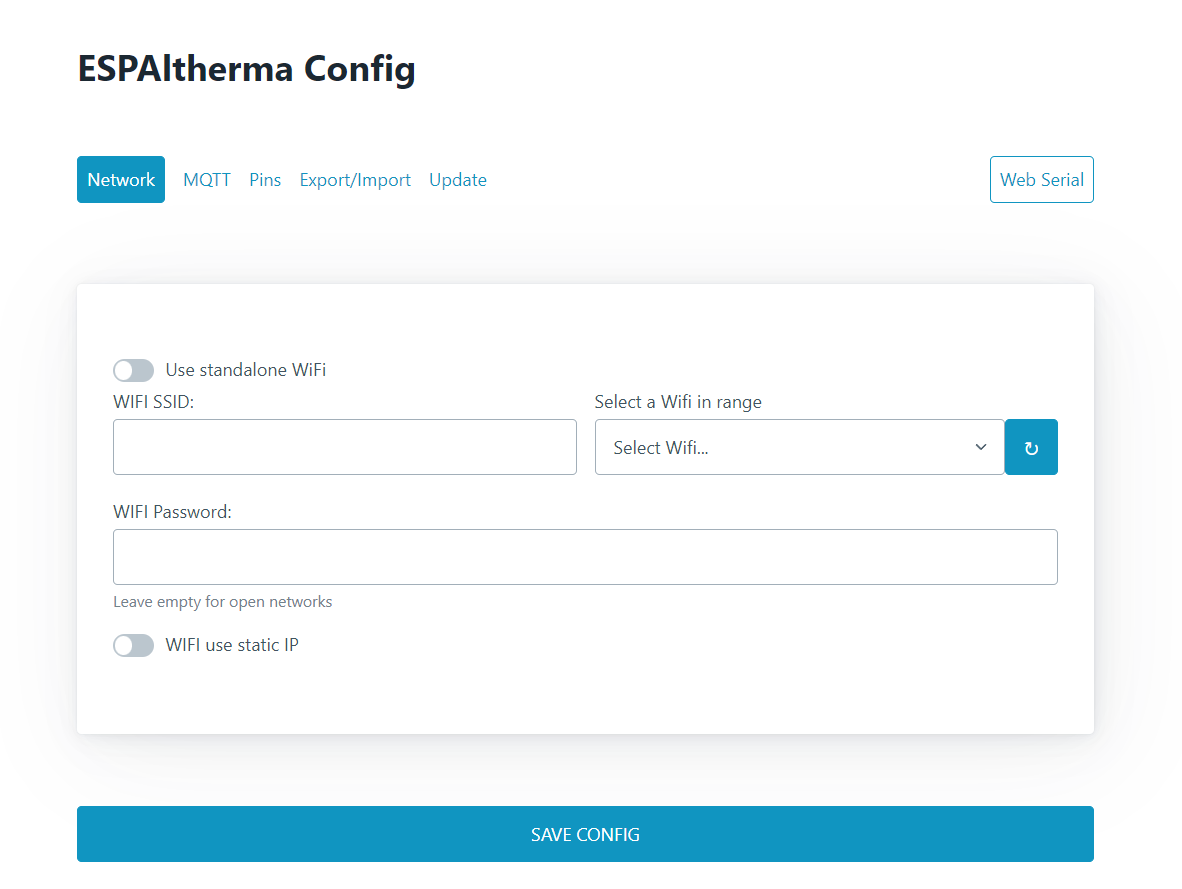 ESPAltherma Config
Network MQTT Pins Export/Import Update Web Serial
Use standalone WiFi
WIFI SSID: Select a Wifi in range
Select Wifi...
WIFI Password:
Leave empty for open networks
WIFI use static IP
SAVE CONFIG